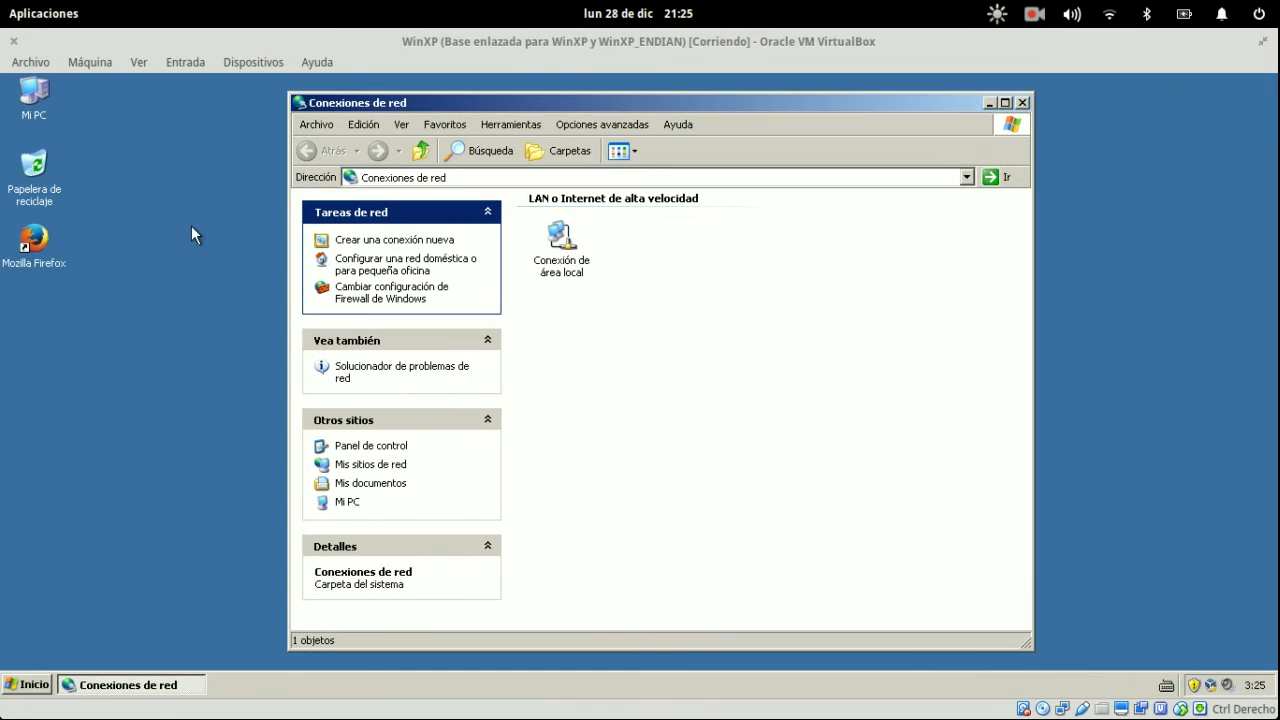 Aplicaciones
lun 28 de dic 21:25
WinXP (Base enlazada para WinXP y WinXP_ENDIAN) [Corriendo] - Oracle VM VirtualBox
Archivo Máquina Ver Entrada Dispositivos Ayuda
Mi PC
Papelera de
reciclaje
Mozilla Firefox
Conexiones de red
Archivo Edición Ver Favoritos Herramientas Opciones avanzadas Ayuda
Atrás Búsqueda Carpetas
Dirección Conexiones de red Ir
Tareas de red
Crear una conexión nueva
Configurar una red doméstica o
para pequeña oficina
Cambiar configuración de
Firewall de Windows
Vea también
Solucionador de problemas de
red
Otros sitios
Panel de control
Mis sitios de red
Mis documentos
Mi PC
Detalles
Conexiones de red
Carpeta del sistema
LAN o Internet de alta velocidad
Conexión de
área local
1 objetos
Inicio Conexiones de red 3:25
Ctrl Derecho